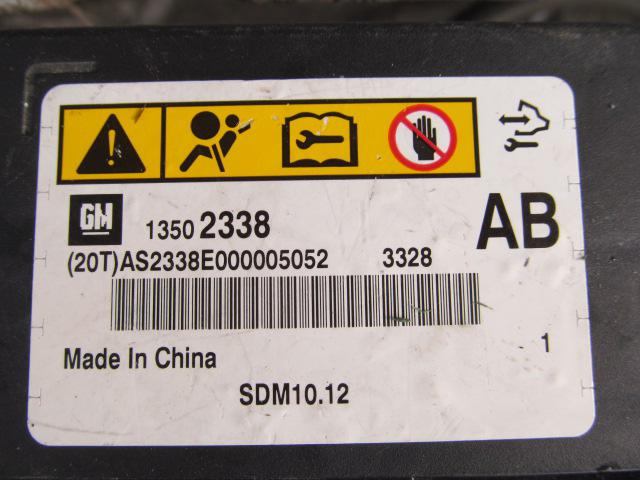 GM 1350 2338 AB
(20T)AS2338E000005052 3328
Made In China 1
SDM10.12